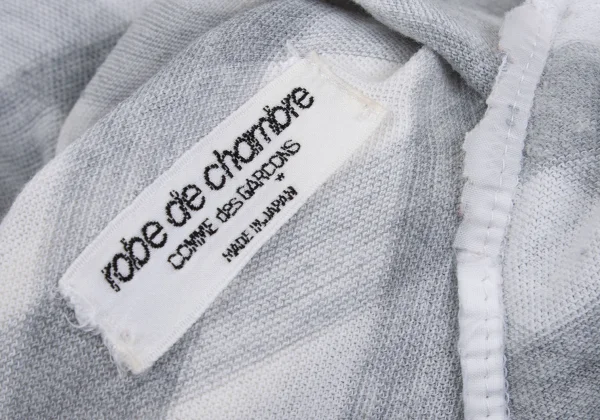 robe de chambre
COMME des GARCONS
*
MADE IN JAPAN